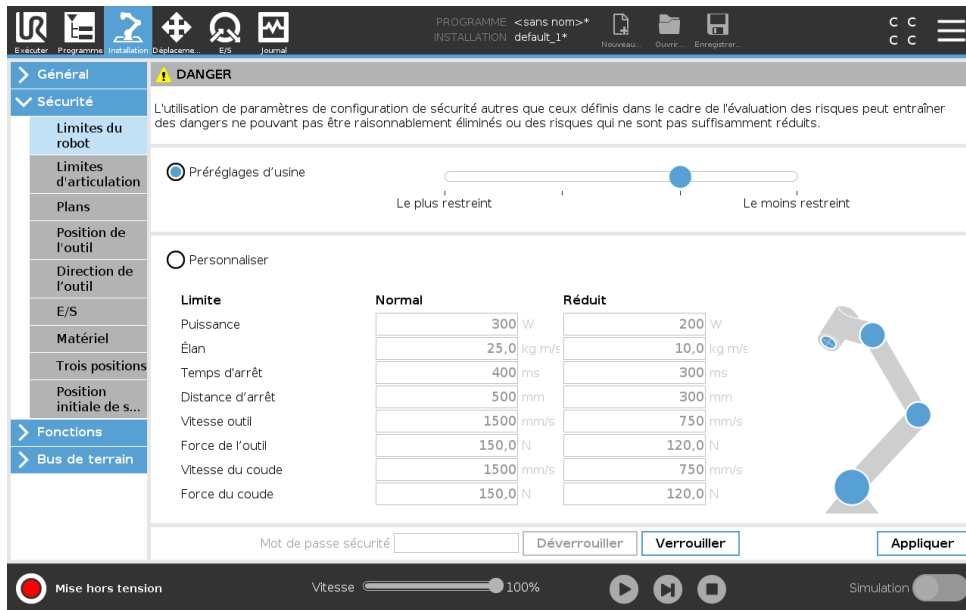 PROGRAMME <sans nom>*
INSTALLATION default_1*
Exécuter Programme Installation Déplaceme... E/S Journal Nouveau... Ouvrir... Enregistrer...
C C
C C
Général
Sécurité
Limites du
robot
Limites
d'articulation
Plans
Position de
l'outil
Direction de
l'outil
E/S
Matériel
Trois positions
Position
initiale de s...
Fonctions
Bus de terrain
DANGER
L'utilisation de paramètres de configuration de sécurité autres que ceux définis dans le cadre de l'évaluation des risques peut entraîner
des dangers ne pouvant pas être raisonnablement éliminés ou des risques qui ne sont pas suffisamment réduits.
Préréglages d'usine
Le plus restreint Le moins restreint
Personnaliser
Limite Normal Réduit
Puissance 300 W 200 W
Élan 25,0 kg m/s 10,0 kg m/s
Temps d'arrêt 400 ms 300 ms
Distance d'arrêt 500 mm 300 mm
Vitesse outil 1500 mm/s 750 mm/s
Force de l'outil 150,0 N 120,0 N
Vitesse du coude 1500 mm/s 750 mm/s
Force du coude 150,0 N 120,0 N
Mot de passe sécurité Déverrouiller Verrouiller Appliquer
Mise hors tension Vitesse 100% Simulation